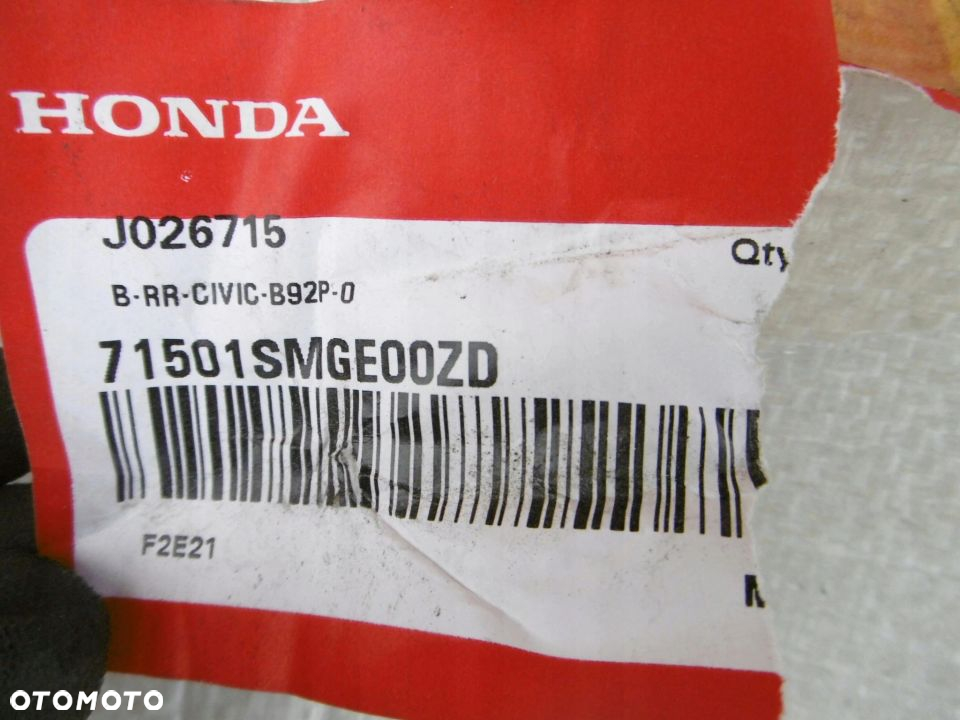 HONDA
J026715
Qty
B-RR-CIVIC-B92P-0
71501SMGE00ZD
F2E21
OTOMOTO